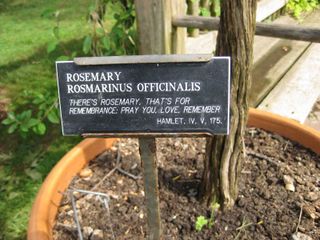 ROSEMARY
ROSMARINUS OFFICINALIS
THERE'S ROSEMARY, THAT'S FOR
REMEMBRANCE; PRAY YOU, LOVE, REMEMBER
HAMLET, IV, V, 175.